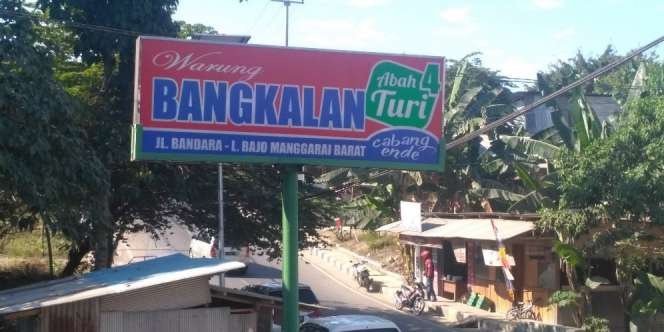 Warung
BANGKALAN
Abah 4
Turi
JL. BANDARA - L. BAJO MANGGARAI BARAT
cabang
ende